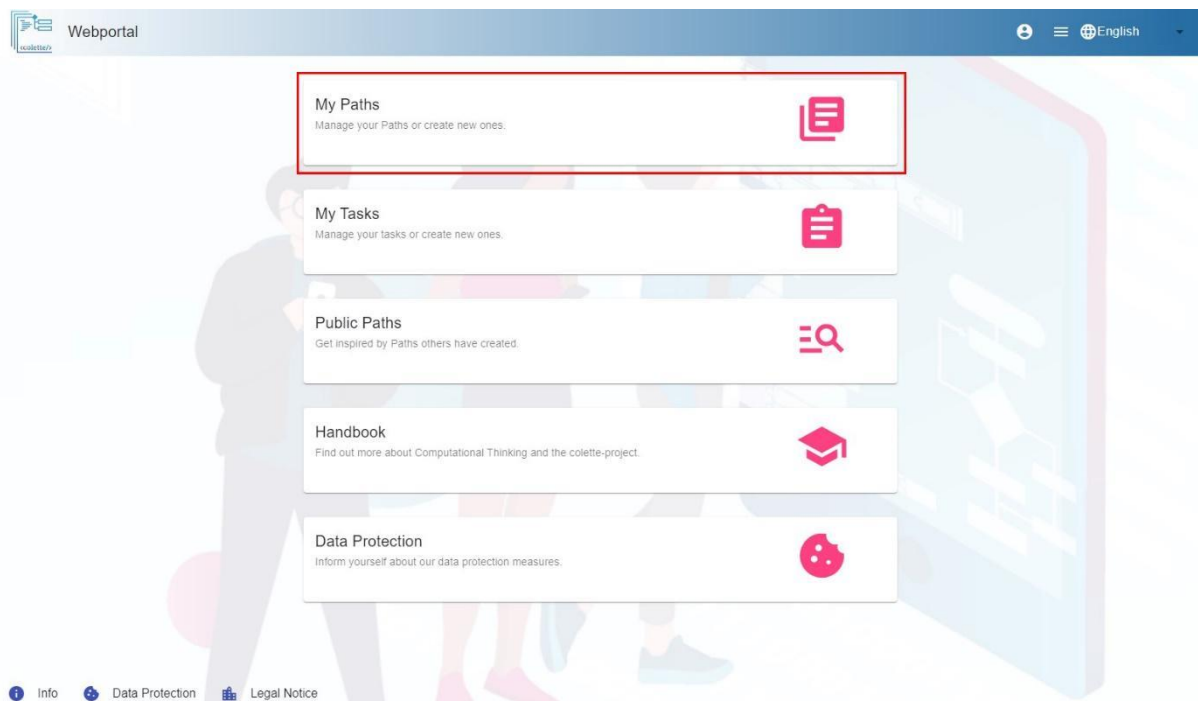 <colette/>
Webportal
English
My Paths
Manage your Paths or create new ones.
My Tasks
Manage your tasks or create new ones.
Public Paths
Get inspired by Paths others have created.
Handbook
Find out more about Computational Thinking and the colette-project.
Data Protection
Inform yourself about our data protection measures.
Info
Data Protection
Legal Notice